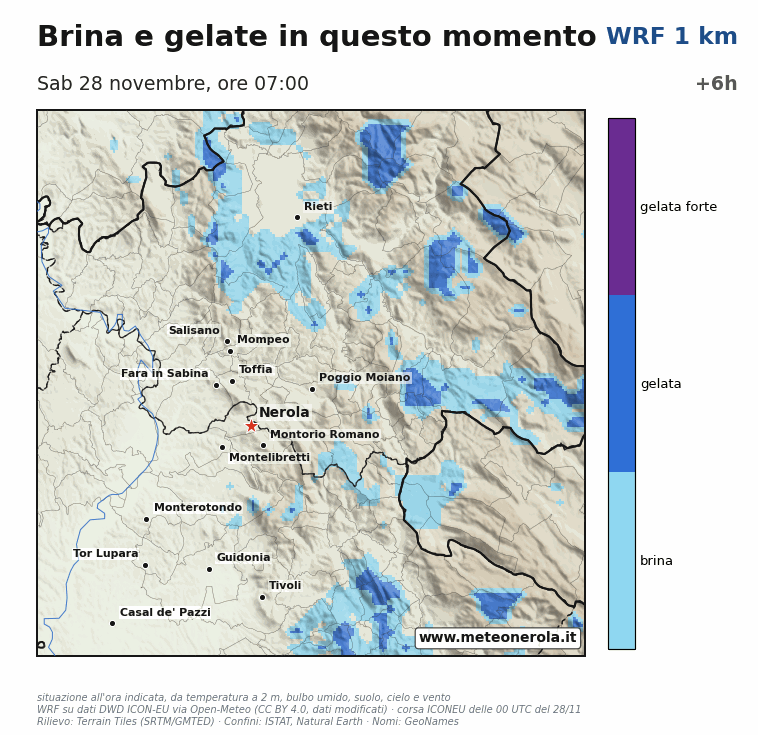 Brina e gelate in questo momento WRF 1 km
Sab 28 novembre, ore 07:00 +6h
gelata forte
Rieti
Salisano
Mompeo
Toffia
Fara in Sabina
Poggio Moiano
gelata
Nerola
Montorio Romano
Montelibretti
Monterotondo
Tor Lupara
Guidonia
brina
Tivoli
Casal de' Pazzi
www.meteonerola.it
situazione all'ora indicata, da temperatura a 2 m, bulbo umido, suolo, cielo e vento
WRF su dati DWD ICON-EU via Open-Meteo (CC BY 4.0, dati modificati) · corsa ICONEU delle 00 UTC del 28/11
Rilievo: Terrain Tiles (SRTM/GMTED) · Confini: ISTAT, Natural Earth · Nomi: GeoNames